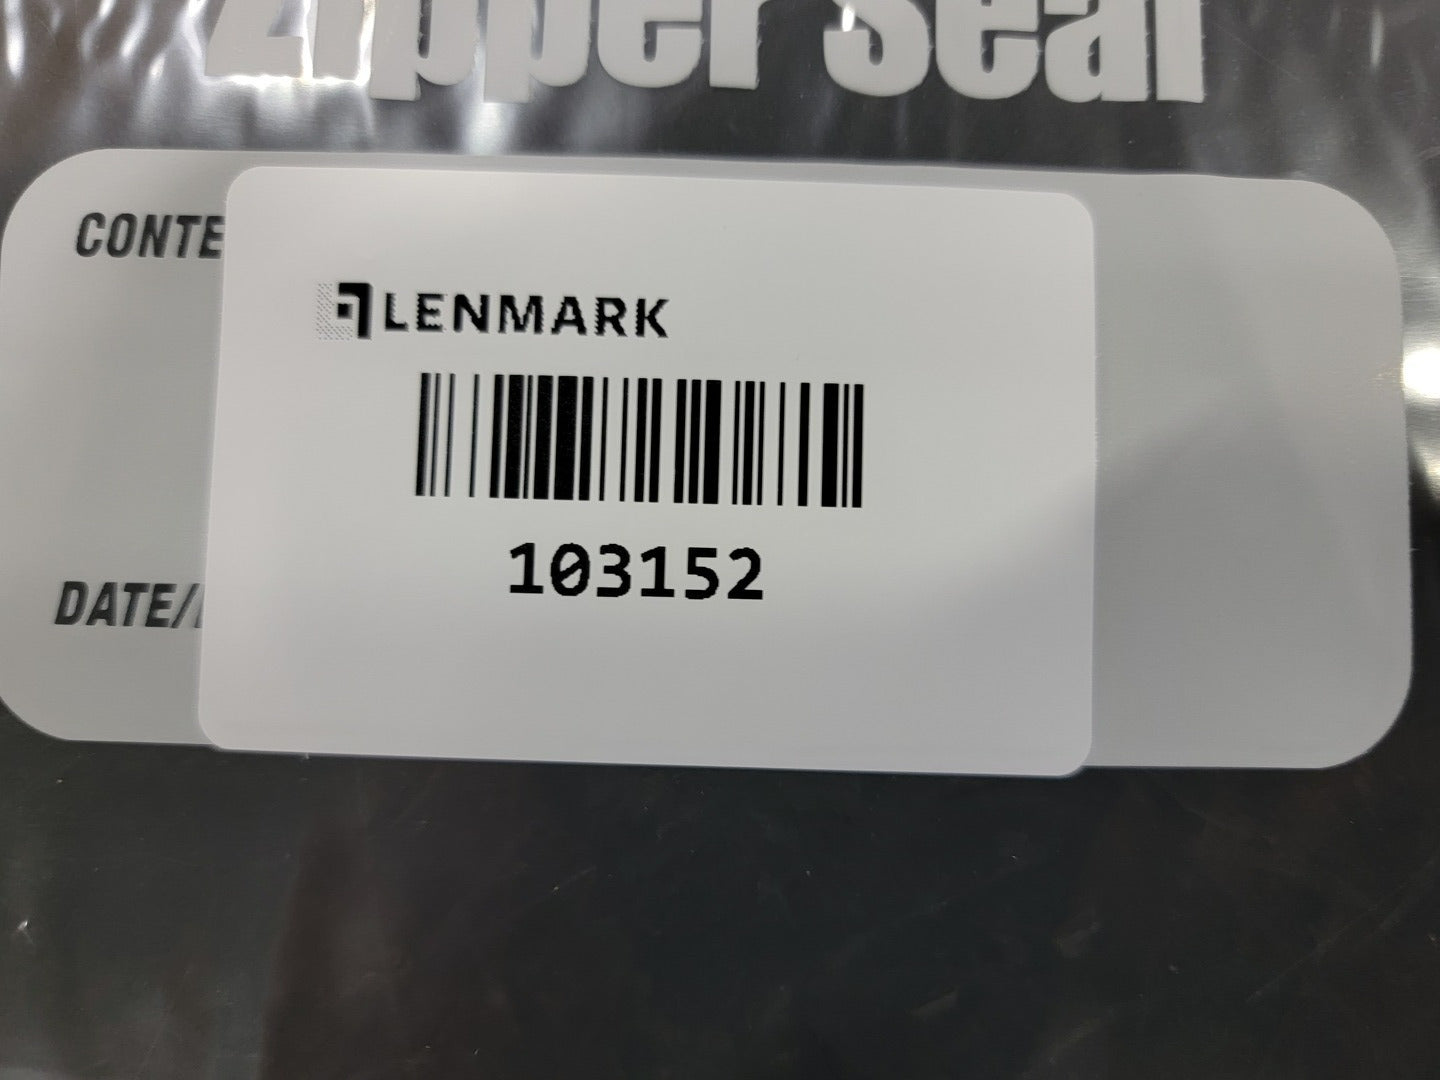 Zipper Seal
CONTE
LENMARK
103152
DATE/